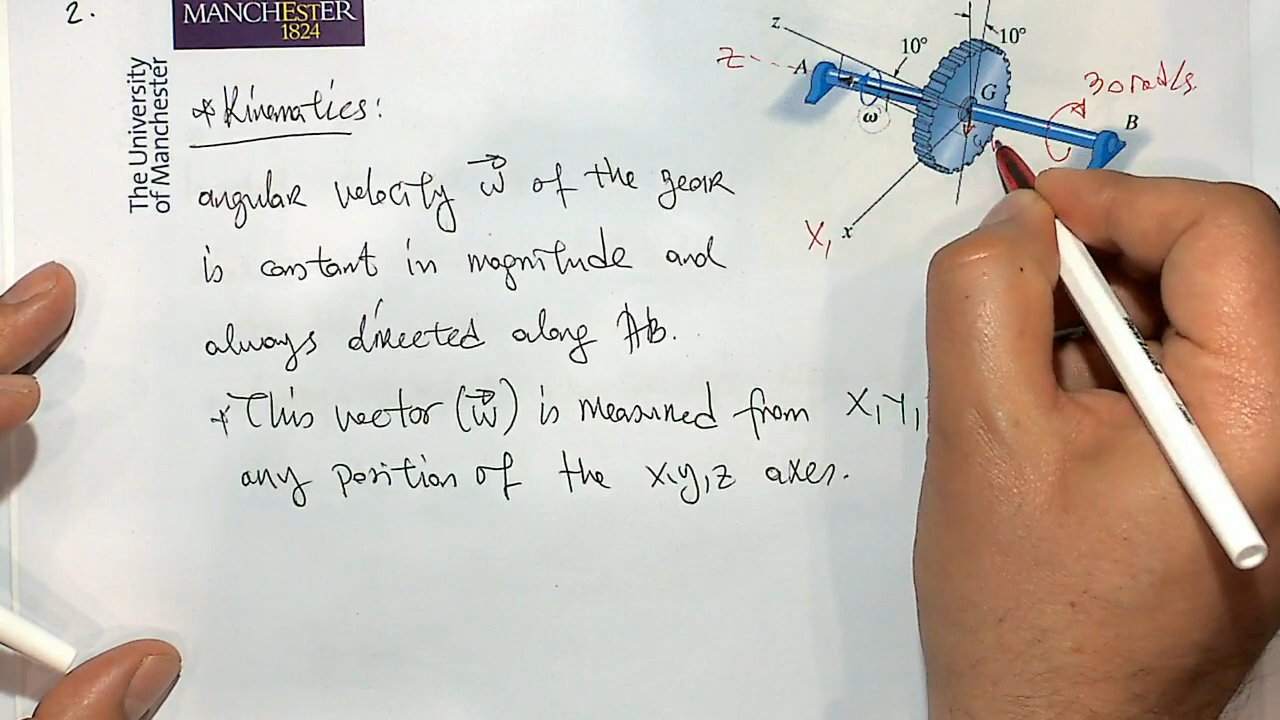 2.
MANCHESTER
1824
The University
of Manchester
* Kinematics:
angular velocity ω of the gear
is constant in magnitude and
always directed along AB.
* This vector (ω) is measured from X, Y,
any position of the x,y,z axes.
z
10°
10°
Z
A
ω
G
30 rad/s.
B
X,
x